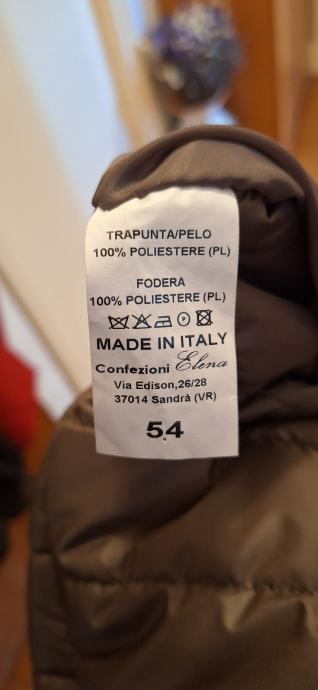 TRAPUNTA/PELO
100% POLIESTERE (PL)
FODERA
100% POLIESTERE (PL)
P
MADE IN ITALY
Confezioni Elena
Via Edison,26/28
37014 Sandrà (VR)
54